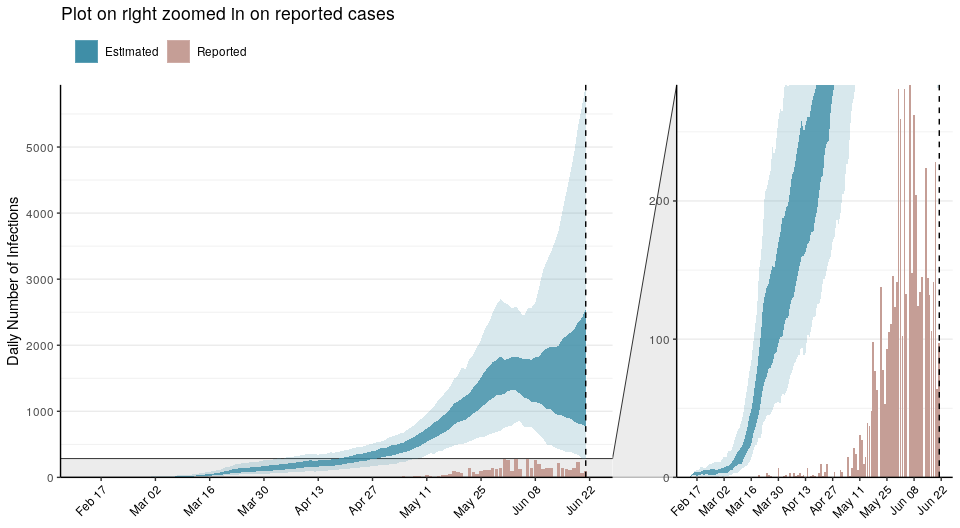 Plot on right zoomed in on reported cases
Estimated Reported
Daily Number of Infections
5000
4000
3000
2000
1000
0
Feb 17 Mar 02 Mar 16 Mar 30 Apr 13 Apr 27 May 11 May 25 Jun 08 Jun 22
200
100
0
Feb 17 Mar 02 Mar 16 Mar 30 Apr 13 Apr 27 May 11 May 25 Jun 08 Jun 22